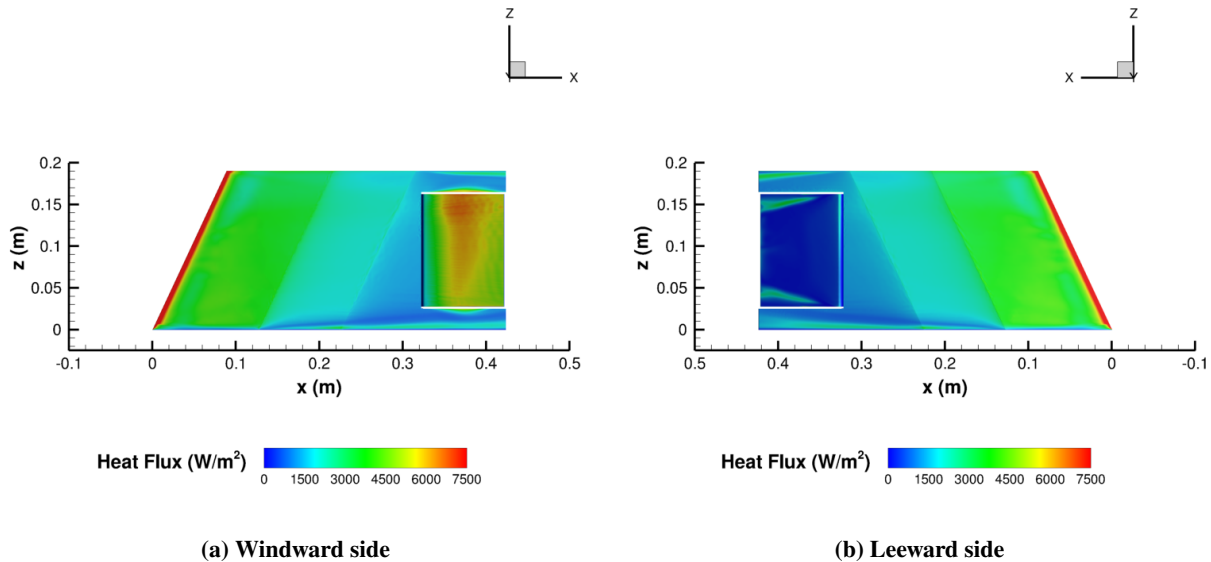 Z
X
Y
Z
X
Y
0.2
0.15
0.1
0.05
0
z (m)
-0.1 0 0.1 0.2 0.3 0.4 0.5
x (m)
Heat Flux (W/m²)
0 1500 3000 4500 6000 7500
(a) Windward side
0.2
0.15
0.1
0.05
0
z (m)
0.5 0.4 0.3 0.2 0.1 0 -0.1
x (m)
Heat Flux (W/m²)
0 1500 3000 4500 6000 7500
(b) Leeward side